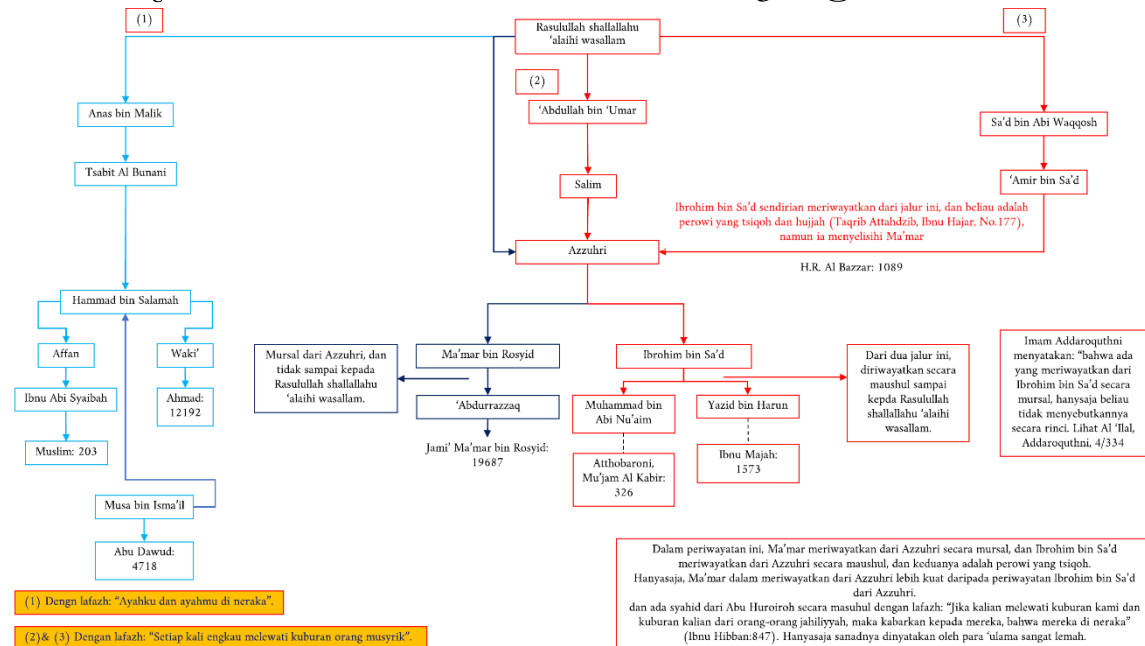 (1)
Rasulullah shallallahu
'alaihi wasallam
(3)
(2)
Anas bin Malik
'Abdullah bin 'Umar
Sa'd bin Abi Waqqosh
Tsabit Al Bunani
Salim
'Amir bin Sa'd
Ibrohim bin Sa'd sendirian meriwayatkan dari jalur ini, dan beliau adalah
perowi yang tsiqoh dan hujjah (Taqrib Attahdzib, Ibnu Hajar, No.177),
namun ia menyelisihi Ma'mar
Azzuhri
H.R. Al Bazzar: 1089
Hammad bin Salamah
Affan
Waki'
Ibnu Abi Syaibah
Ahmad:
12192
Muslim: 203
Musa bin Isma'il
Abu Dawud:
4718
Mursal dari Azzuhri, dan
tidak sampai kepada
Rasulullah shallallahu
'alaihi wasallam.
Ma'mar bin Rosyid
'Abdurrazzaq
Jami' Ma'mar bin Rosyid:
19687
Ibrohim bin Sa'd
Muhammad bin
Abi Nu'aim
Yazid bin Harun
Atthobaroni,
Mu'jam Al Kabir:
326
Ibnu Majah:
1573
Dari dua jalur ini,
diriwayatkan secara
maushul sampai
kepda Rasulullah
shallallahu 'alaihi
wasallam.
Imam Addaroquthni
menyatakan: "bahwa ada
yang meriwayatkan dari
Ibrohim bin Sa'd secara
mursal, hanysaja beliau
tidak menyebutkannya
secara rinci. Lihat Al 'Ilal,
Addaroquthni, 4/334
(1) Dengn lafazh: "Ayahku dan ayahmu di neraka".
(2)& (3) Dengan lafazh: "Setiap kali engkau melewati kuburan orang musyrik".
Dalam periwayatan ini, Ma'mar meriwayatkan dari Azzuhri secara mursal, dan Ibrohim bin Sa'd
meriwayatkan dari Azzuhri secara maushul, dan keduanya adalah perowi yang tsiqoh.
Hanyasaja, Ma'mar dalam meriwayatkan dari Azzuhri lebih kuat daripada periwayatan Ibrohim bin Sa'd
dari Azzuhri.
dan ada syahid dari Abu Huroiroh secara masuhul dengan lafazh: "Jika kalian melewati kuburan kami dan
kuburan kalian dari orang-orang jahiliyyah, maka kabarkan kepada mereka, bahwa mereka di neraka"
(Ibnu Hibban:847). Hanyasaja sanadnya dinyatakan oleh para 'ulama sangat lemah.